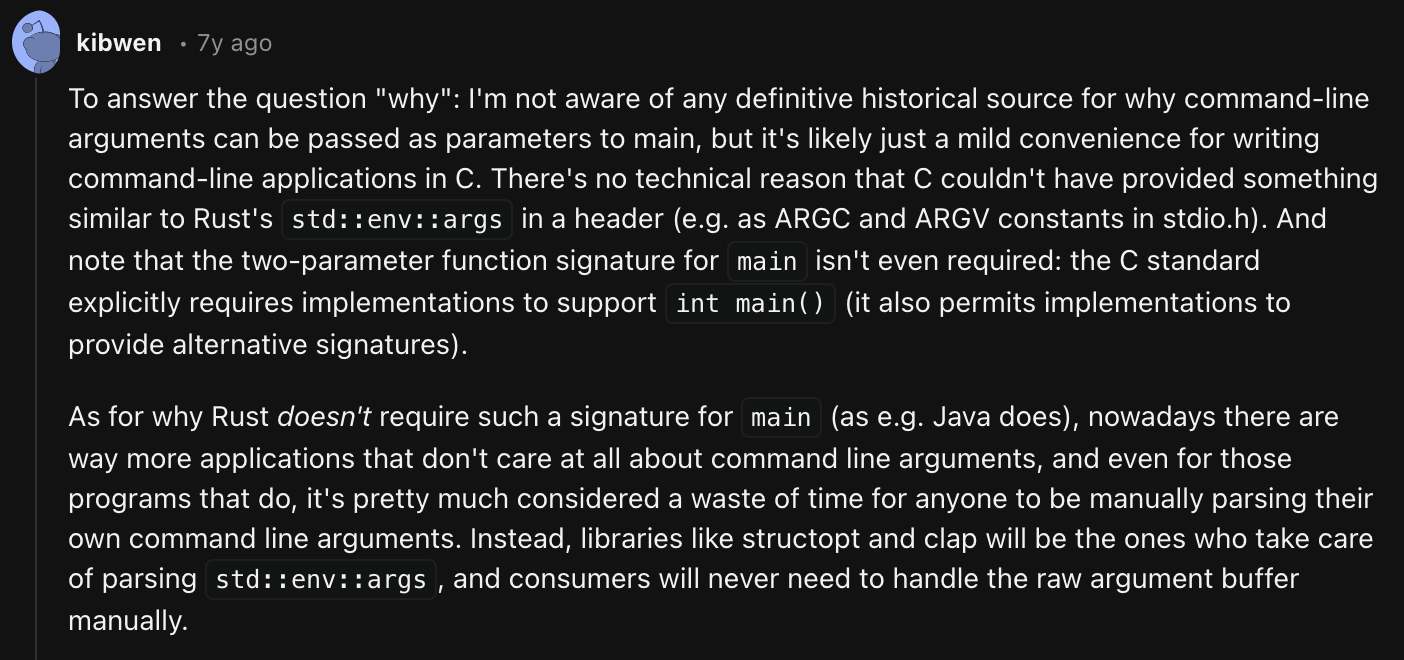 kibwen • 7y ago
To answer the question "why": I'm not aware of any definitive historical source for why command-line
arguments can be passed as parameters to main, but it's likely just a mild convenience for writing
command-line applications in C. There's no technical reason that C couldn't have provided something
similar to Rust's std::env::args in a header (e.g. as ARGC and ARGV constants in stdio.h). And
note that the two-parameter function signature for main isn't even required: the C standard
explicitly requires implementations to support int main() (it also permits implementations to
provide alternative signatures).
As for why Rust doesn't require such a signature for main (as e.g. Java does), nowadays there are
way more applications that don't care at all about command line arguments, and even for those
programs that do, it's pretty much considered a waste of time for anyone to be manually parsing their
own command line arguments. Instead, libraries like structopt and clap will be the ones who take care
of parsing std::env::args, and consumers will never need to handle the raw argument buffer
manually.